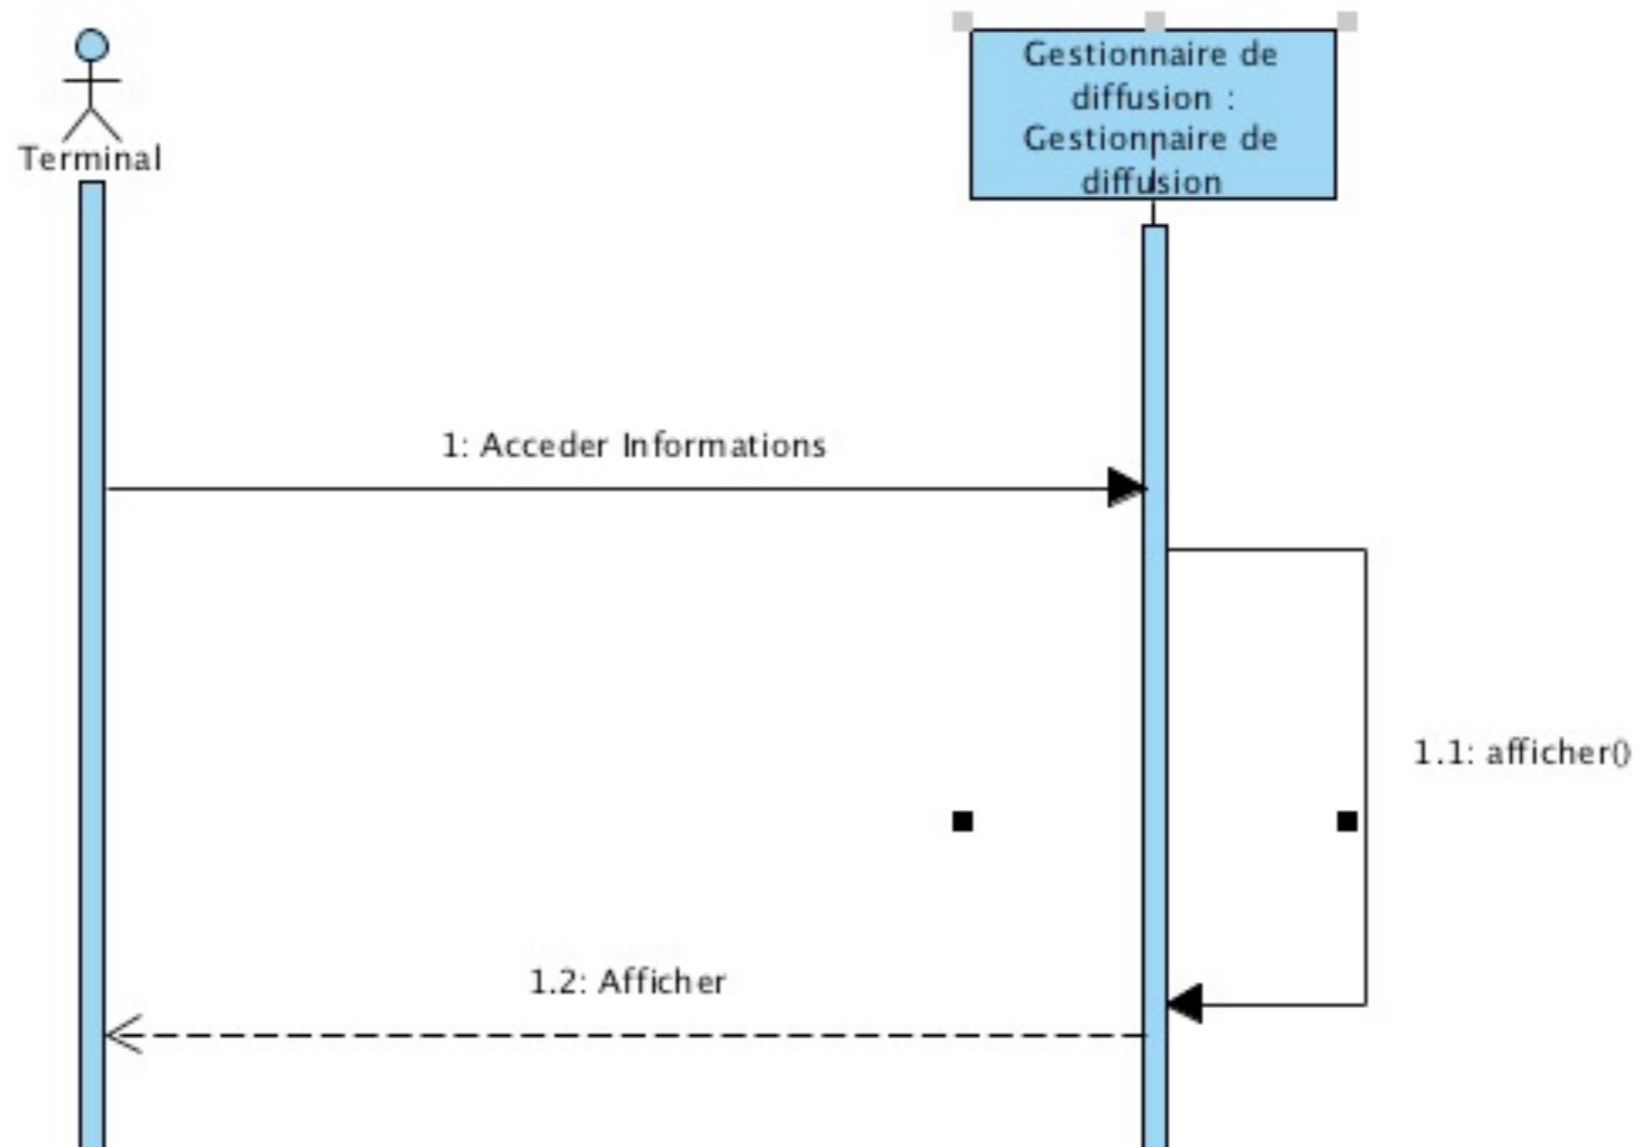 Gestionnaire de
diffusion :
Gestionnaire de
diffusion
Terminal
1: Acceder Informations
1.1: afficher()
1.2: Afficher